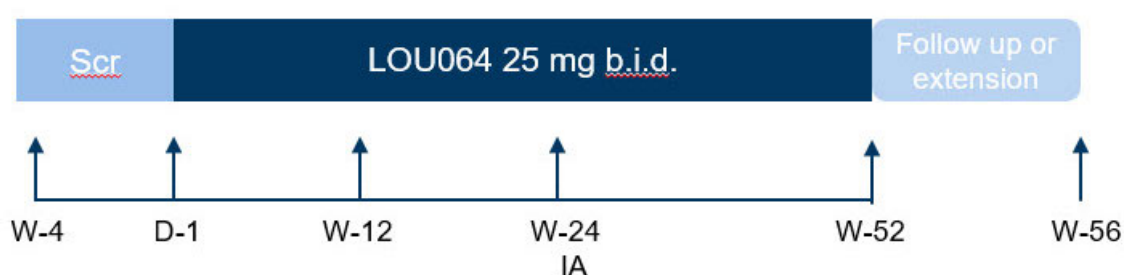 Scr
LOU064 25 mg b.i.d.
Follow up or
extension
W-4
D-1
W-12
W-24
IA
W-52
W-56